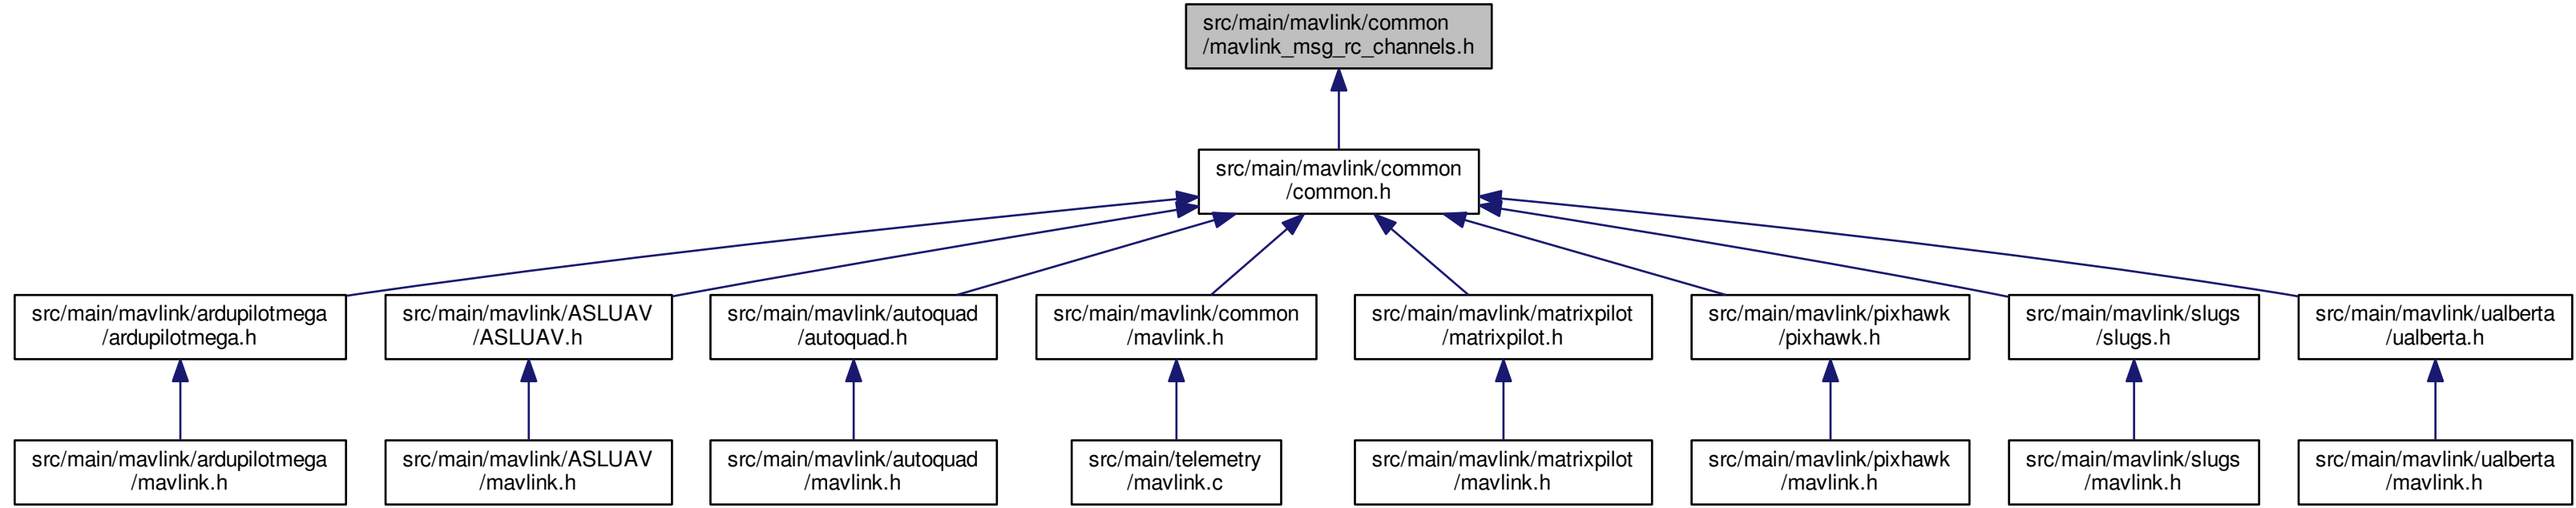 src/main/mavlink/common
/mavlink_msg_rc_channels.h
src/main/mavlink/common
/common.h
src/main/mavlink/ardupilotmega
/ardupilotmega.h
src/main/mavlink/ASLUAV
/ASLUAV.h
src/main/mavlink/autoquad
/autoquad.h
src/main/mavlink/common
/mavlink.h
src/main/mavlink/matrixpilot
/matrixpilot.h
src/main/mavlink/pixhawk
/pixhawk.h
src/main/mavlink/slugs
/slugs.h
src/main/mavlink/ualberta
/ualberta.h
src/main/mavlink/ardupilotmega
/mavlink.h
src/main/mavlink/ASLUAV
/mavlink.h
src/main/mavlink/autoquad
/mavlink.h
src/main/telemetry
/mavlink.c
src/main/mavlink/matrixpilot
/mavlink.h
src/main/mavlink/pixhawk
/mavlink.h
src/main/mavlink/slugs
/mavlink.h
src/main/mavlink/ualberta
/mavlink.h